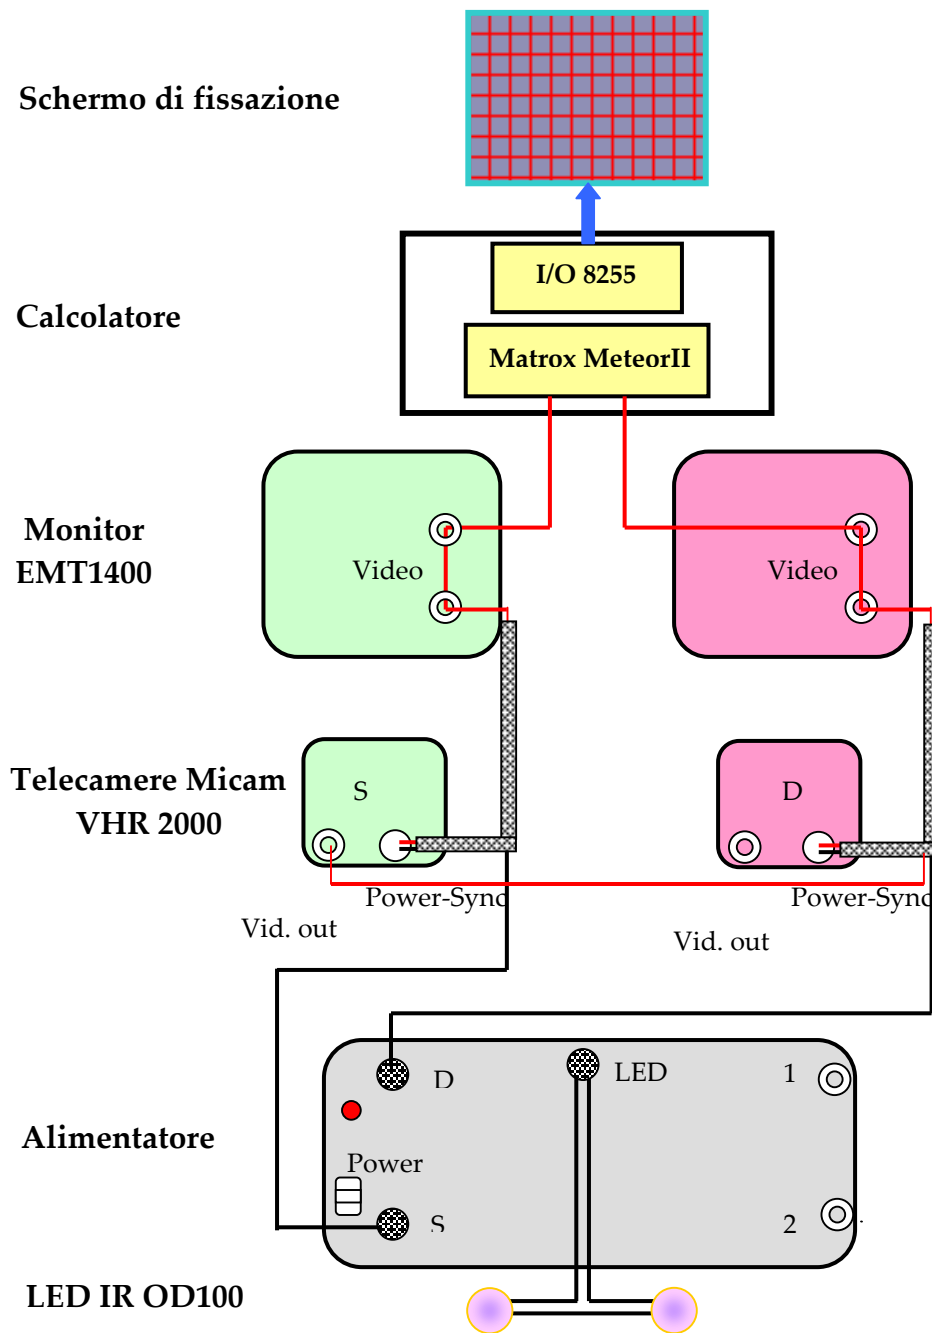 Schermo di fissazione
I/O 8255
Calcolatore
Matrox MeteorII
Monitor
EMT1400
Video
Video
Telecamere Micam
VHR 2000
S
D
Power-Sync
Power-Sync
Vid. out
Vid. out
D
LED
1
Alimentatore
Power
S
2
LED IR OD100